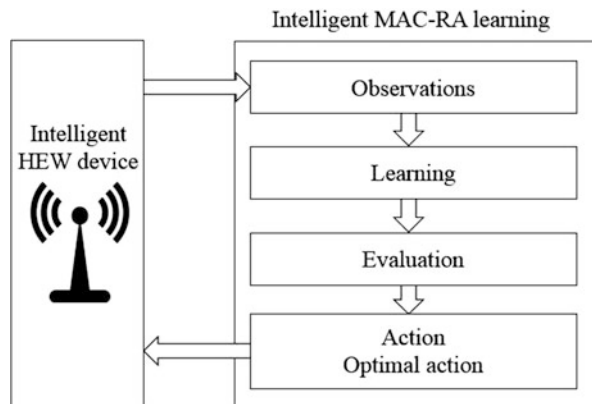 Intelligent MAC-RA learning
Intelligent
HEW device
Observations
Learning
Evaluation
Action
Optimal action